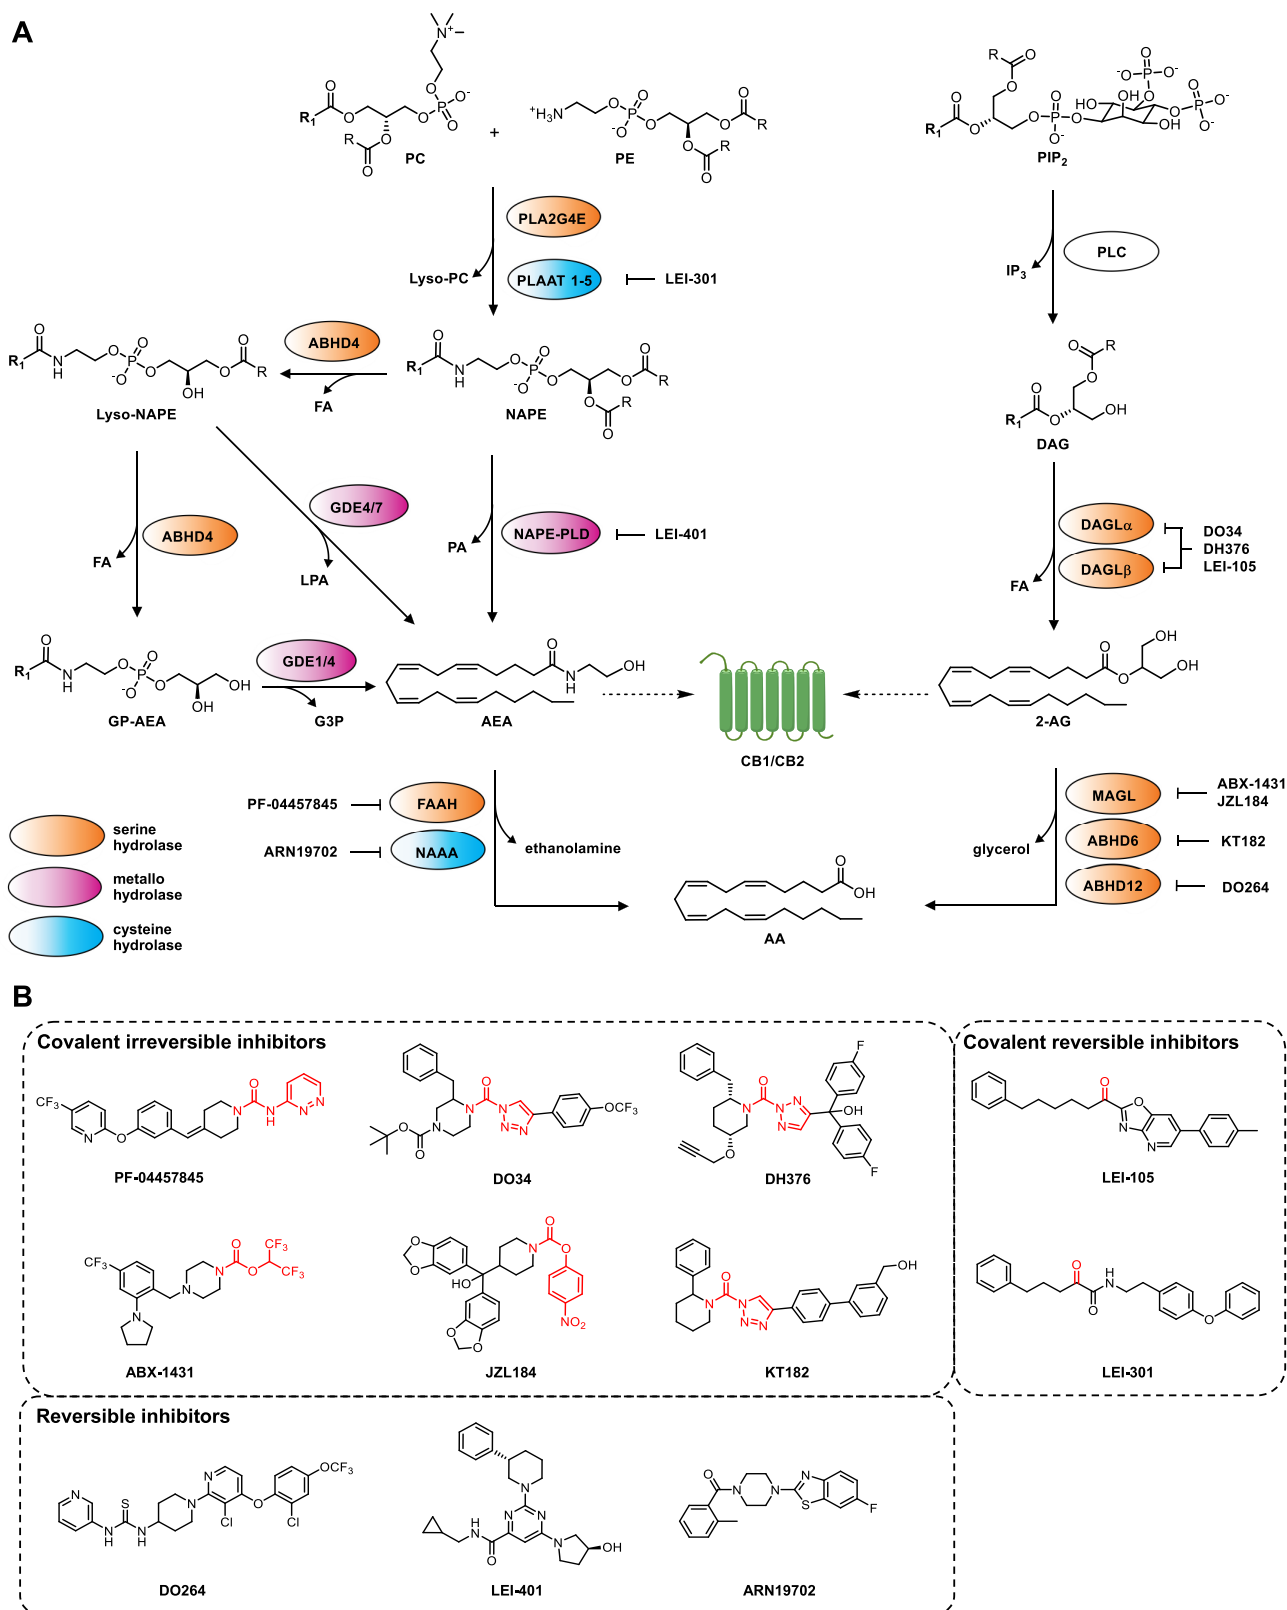 A
PC
+
PE
PIP2
PLA2G4E
Lyso-PC
PLAAT 1-5
LEI-301
IP3
PLC
ABHD4
FA
Lyso-NAPE
NAPE
DAG
GDE4/7
ABHD4
FA
LPA
PA
NAPE-PLD
LEI-401
DAGLα
DAGLβ
FA
DO34
DH376
LEI-105
GDE1/4
GP-AEA
G3P
AEA
CB1/CB2
2-AG
PF-04457845
FAAH
ARN19702
NAAA
ethanolamine
MAGL
ABX-1431
JZL184
ABHD6
KT182
glycerol
ABHD12
DO264
AA
serine
hydrolase
metallo
hydrolase
cysteine
hydrolase
B
Covalent irreversible inhibitors
Covalent reversible inhibitors
PF-04457845
DO34
DH376
LEI-105
ABX-1431
JZL184
KT182
LEI-301
Reversible inhibitors
DO264
LEI-401
ARN19702